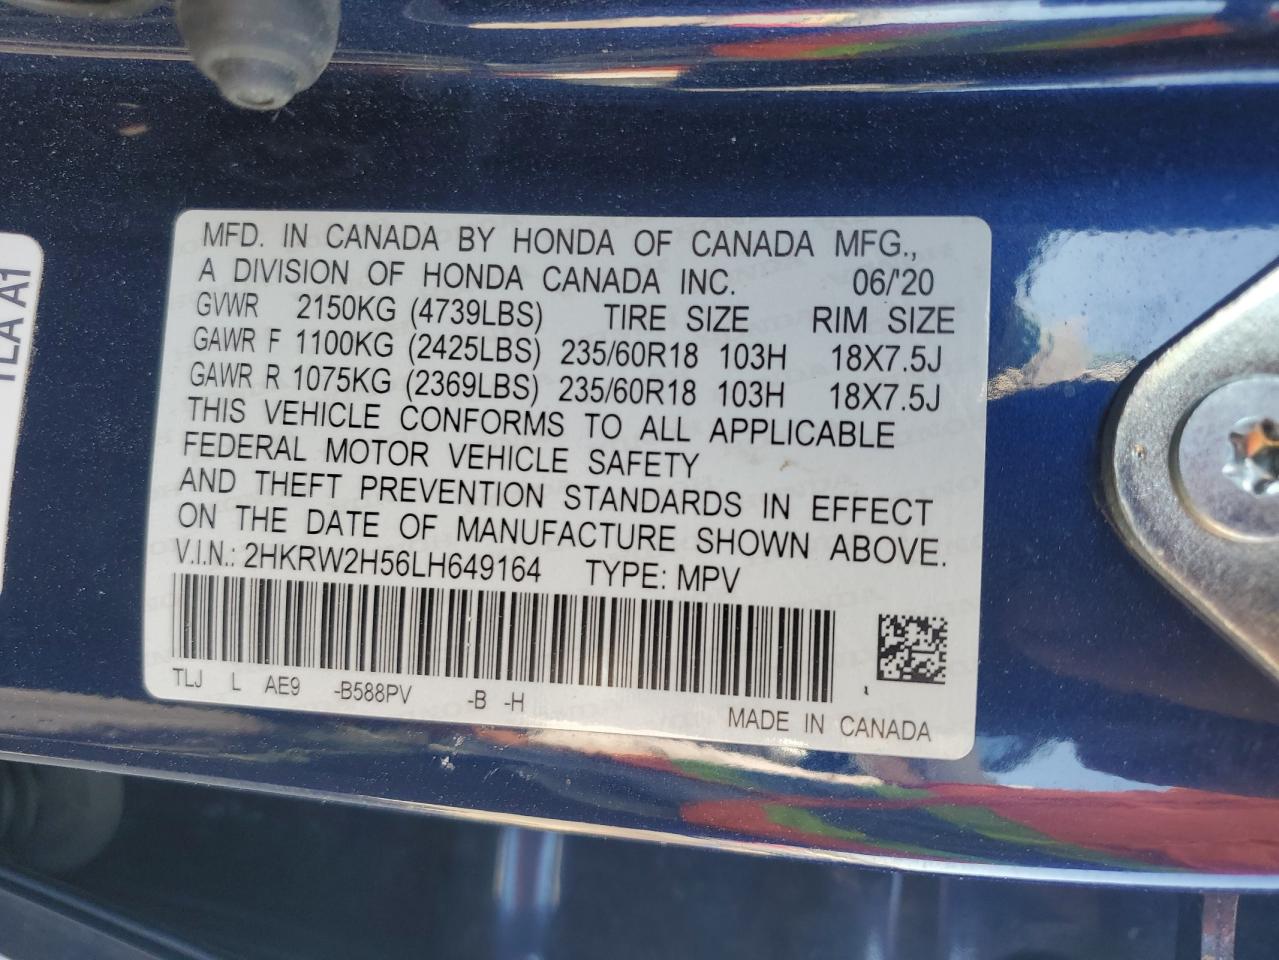 MFD. IN CANADA BY HONDA OF CANADA MFG.,
A DIVISION OF HONDA CANADA INC. 06/'20
GVWR 2150KG (4739LBS) TIRE SIZE RIM SIZE
GAWR F 1100KG (2425LBS) 235/60R18 103H 18X7.5J
GAWR R 1075KG (2369LBS) 235/60R18 103H 18X7.5J
THIS VEHICLE CONFORMS TO ALL APPLICABLE
FEDERAL MOTOR VEHICLE SAFETY
AND THEFT PREVENTION STANDARDS IN EFFECT
ON THE DATE OF MANUFACTURE SHOWN ABOVE.
V.I.N.: 2HKRW2H56LH649164 TYPE: MPV
TLJ L AE9 -B588PV -B -H
MADE IN CANADA
TLA A1